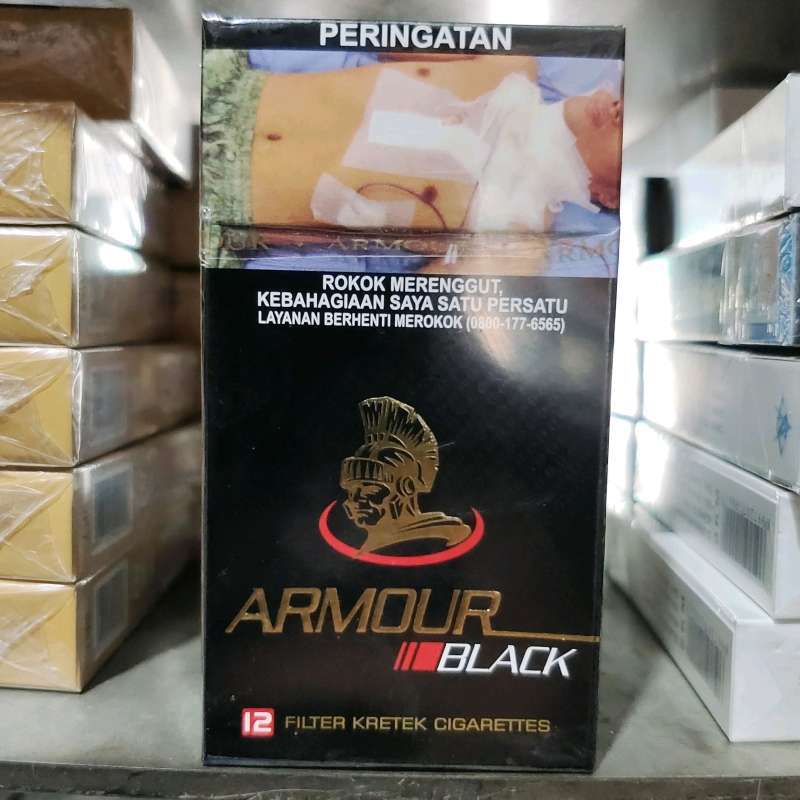 PERINGATAN
ARMOUR
ROKOK MERENGGUT,
KEBAHAGIAAN SAYA SATU PERSATU
LAYANAN BERHENTI MEROKOK (0800-177-6565)
ARMOUR
BLACK
12 FILTER KRETEK CIGARETTES